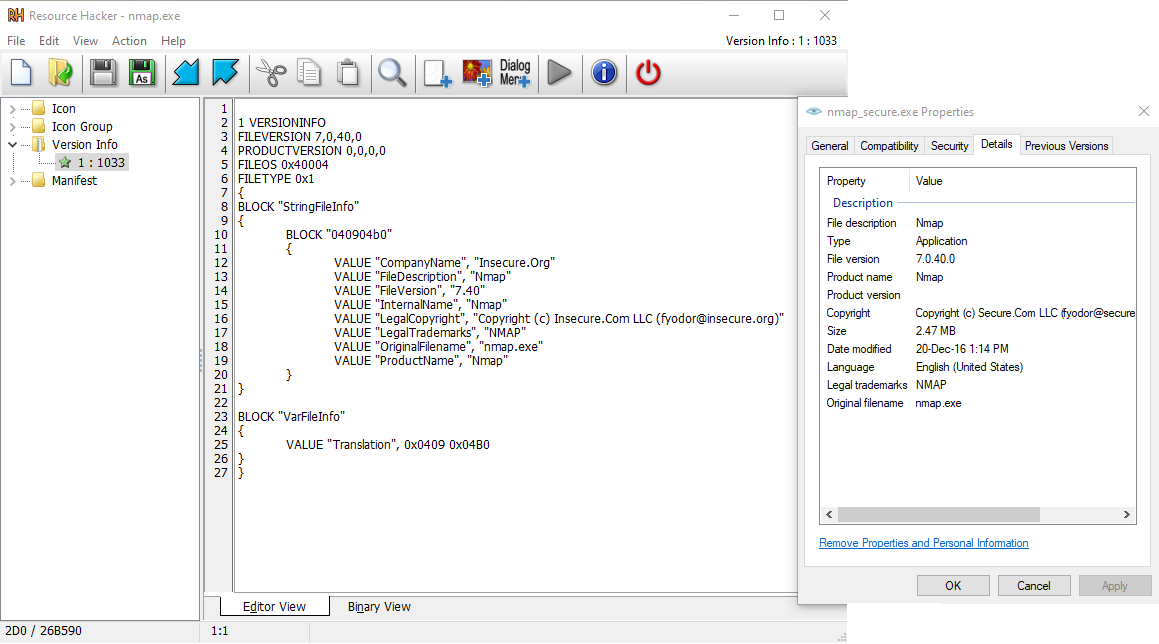 Resource Hacker - nmap.exe
File Edit View Action Help
Version Info : 1 : 1033
As
Dialog
Menu
Icon
Icon Group
Version Info
1 : 1033
Manifest
1
2 1 VERSIONINFO
3 FILEVERSION 7,0,40,0
4 PRODUCTVERSION 0,0,0,0
5 FILEOS 0x40004
6 FILETYPE 0x1
7 {
8 BLOCK "StringFileInfo"
9 {
10 BLOCK "040904b0"
11 {
12 VALUE "CompanyName", "Insecure.Org"
13 VALUE "FileDescription", "Nmap"
14 VALUE "FileVersion", "7.40"
15 VALUE "InternalName", "Nmap"
16 VALUE "LegalCopyright", "Copyright (c) Insecure.Com LLC (fyodor@insecure.org)"
17 VALUE "LegalTrademarks", "NMAP"
18 VALUE "OriginalFilename", "nmap.exe"
19 VALUE "ProductName", "Nmap"
20 }
21 }
22
23 BLOCK "VarFileInfo"
24 {
25 VALUE "Translation", 0x0409 0x04B0
26 }
27 }
Editor View Binary View
2D0 / 26B590 1:1
nmap_secure.exe Properties
General Compatibility Security Details Previous Versions
Property Value
Description
File description Nmap
Type Application
File version 7.0.40.0
Product name Nmap
Product version
Copyright Copyright (c) Secure.Com LLC (fyodor@secure
Size 2.47 MB
Date modified 20-Dec-16 1:14 PM
Language English (United States)
Legal trademarks NMAP
Original filename nmap.exe
Remove Properties and Personal Information
OK Cancel Apply